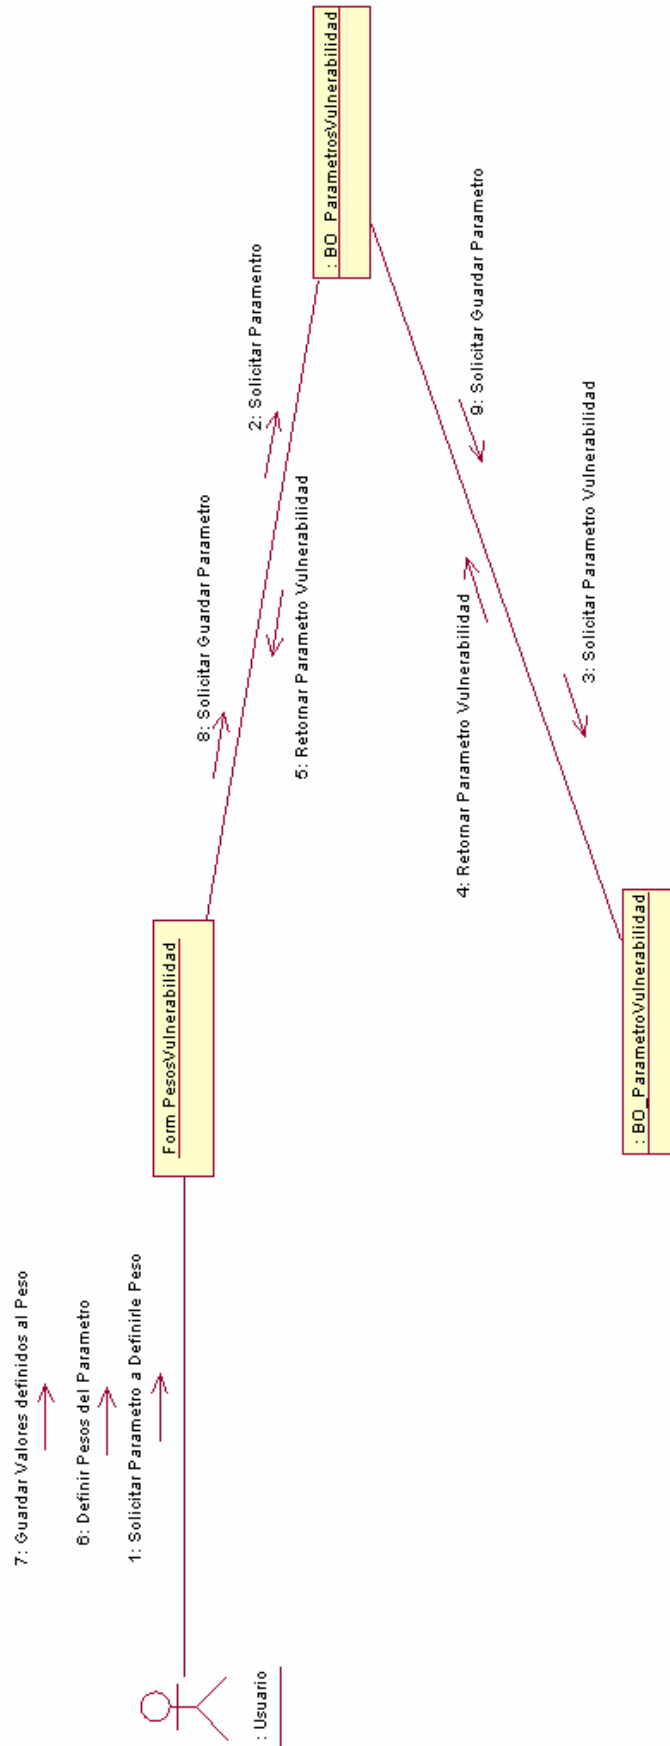 7: Guardar Valores definidos al Peso
6: Definir Pesos del Parametro
1: Solicitar Parametro a Definirle Peso
: Usuario
Form PesosVulnerabilidad
8: Solicitar Guardar Parametro
2: Solicitar Paramentro
5: Retornar Parametro Vulnerabilidad
: BO_ParametrosVulnerabilidad
9: Solicitar Guardar Parametro
4: Retornar Parametro Vulnerabilidad
3: Solicitar Parametro Vulnerabilidad
: BO_ParametroVulnerabilidad